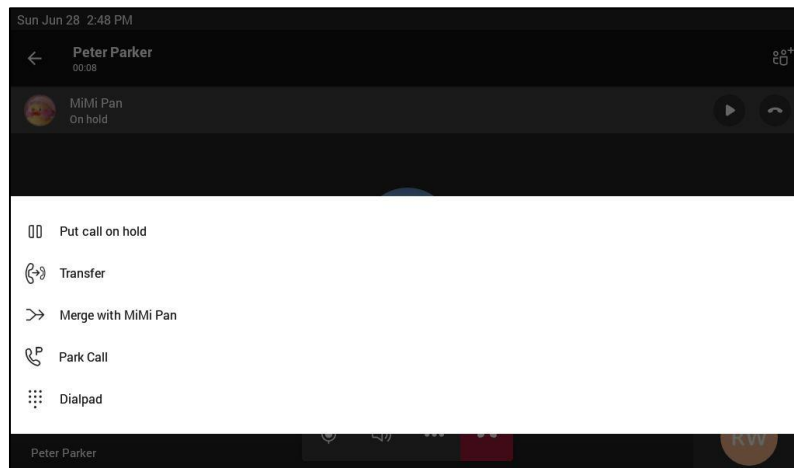 Sun Jun 28 2:48 PM
Peter Parker
00:08
MiMi Pan
On hold
Put call on hold
Transfer
Merge with MiMi Pan
P Park Call
Dialpad
Peter Parker
RW